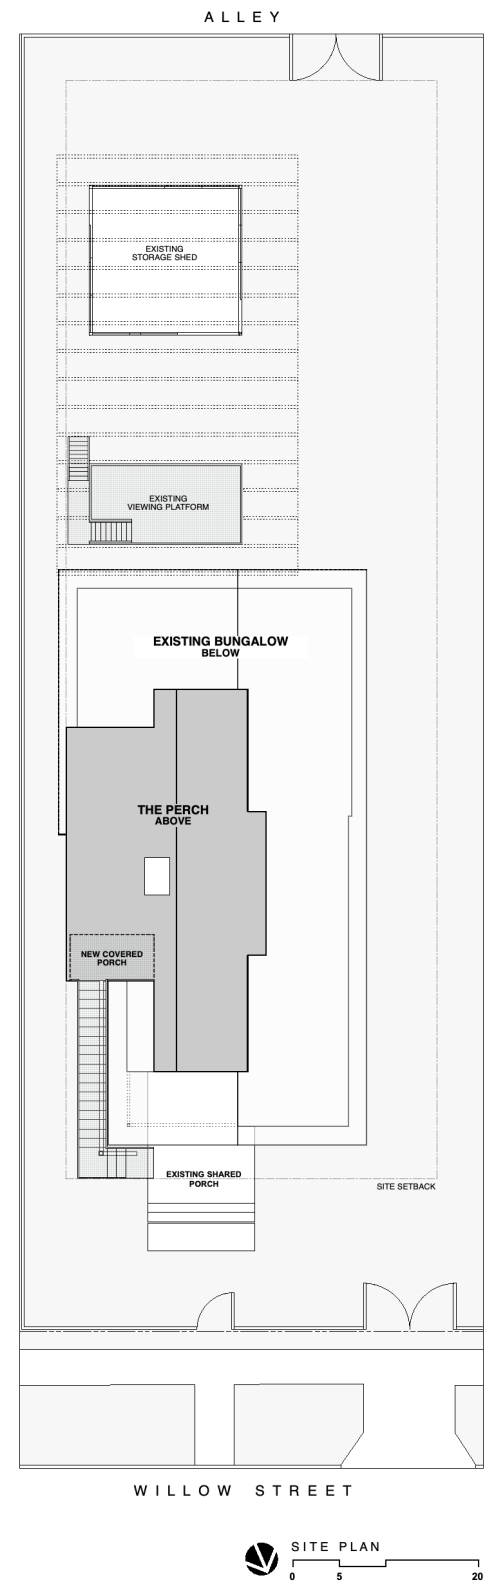 ALLEY
EXISTING
STORAGE SHED
EXISTING
VIEWING PLATFORM
EXISTING BUNGALOW
BELOW
THE PERCH
ABOVE
NEW COVERED
PORCH
EXISTING SHARED
PORCH
SITE SETBACK
WILLOW STREET
SITE PLAN
0 5 20